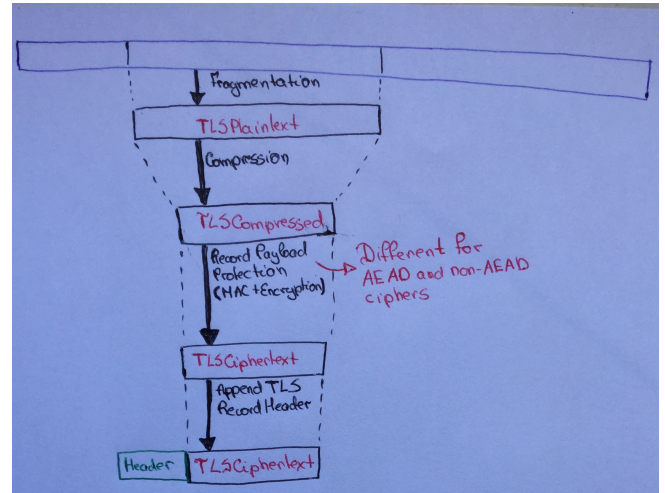 Fragmentation
TLSPlaintext
Compression
TLSCompressed
Record Payload
Protection
(MAC+Encryption)
Different for
AEAD and non-AEAD
ciphers
TLSCiphertext
Append TLS
Record Header
Header
TLSCiphertext